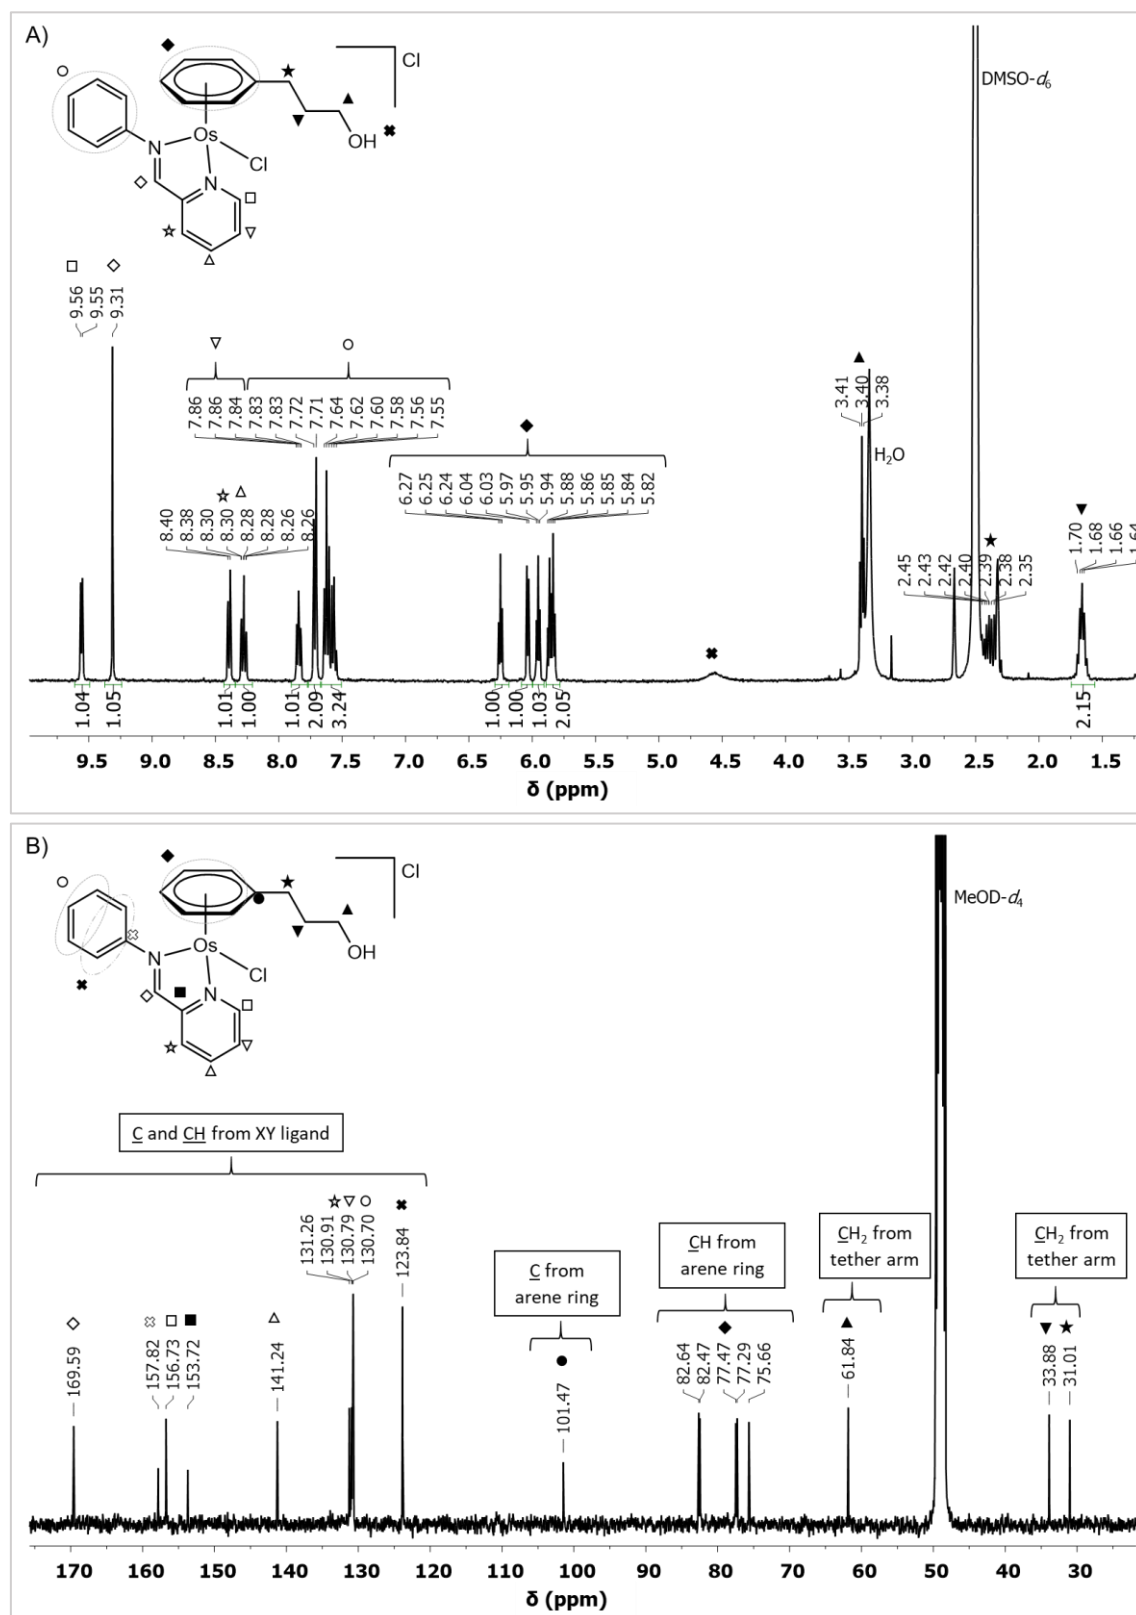 A)
Cl
Os
N
Cl
N
OH
DMSO-d6
9.56
9.55
9.31
8.40
8.38
8.30
8.30
8.28
8.28
8.26
8.26
7.86
7.86
7.84
7.83
7.83
7.72
7.71
7.64
7.62
7.60
7.58
7.56
7.55
6.27
6.25
6.24
6.04
6.03
5.97
5.95
5.94
5.88
5.86
5.85
5.84
5.82
3.41
3.40
3.38
H2O
2.45
2.43
2.42
2.40
2.39
2.38
2.35
1.70
1.68
1.66
1.64
1.04
1.05
1.01
1.00
1.01
2.09
3.24
1.00
1.00
1.03
2.05
2.15
9.5 9.0 8.5 8.0 7.5 7.0 6.5 6.0 5.5 5.0 4.5 4.0 3.5 3.0 2.5 2.0 1.5
δ (ppm)
B)
Cl
Os
N
Cl
N
OH
MeOD-d4
C and CH from XY ligand
C from
arene ring
CH from
arene ring
CH2 from
tether arm
CH2 from
tether arm
169.59
157.82
156.73
153.72
141.24
131.26
130.91
130.79
130.70
123.84
101.47
82.64
82.47
77.47
77.29
75.66
61.84
33.88
31.01
170 160 150 140 130 120 110 100 90 80 70 60 50 40 30
δ (ppm)